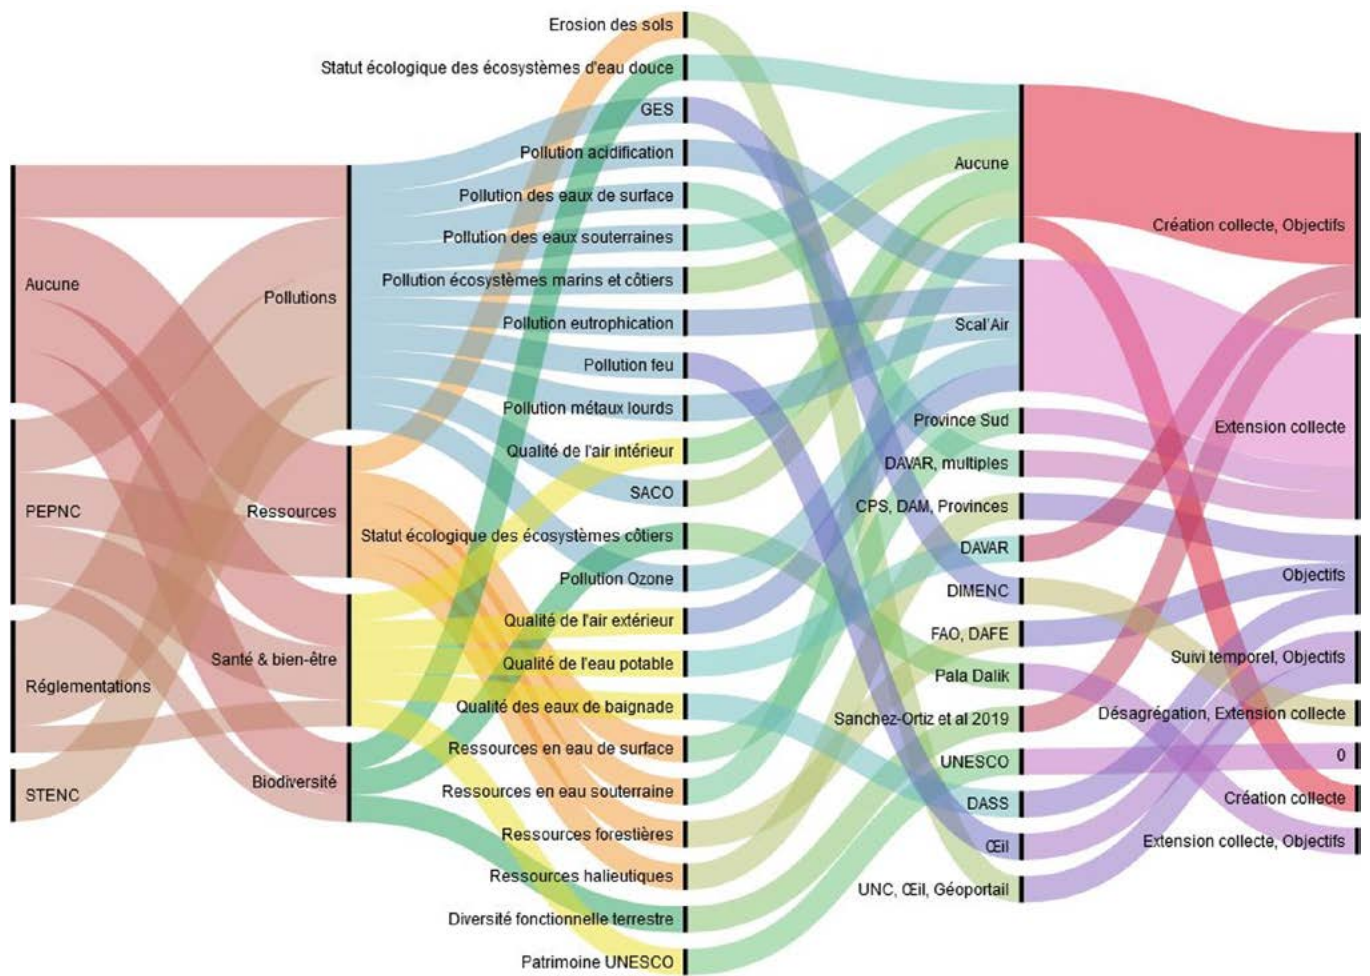 Aucune
PEPNC
Réglementations
STENC
Pollutions
Ressources
Santé & bien-être
Biodiversité
Erosion des sols
Statut écologique des écosystèmes d'eau douce
GES
Pollution acidification
Pollution des eaux de surface
Pollution des eaux souterraines
Pollution écosystèmes marins et côtiers
Pollution eutrophication
Pollution feu
Pollution métaux lourds
Qualité de l'air intérieur
SACO
Statut écologique des écosystèmes côtiers
Pollution Ozone
Qualité de l'air extérieur
Qualité de l'eau potable
Qualité des eaux de baignade
Ressources en eau de surface
Ressources en eau souterraine
Ressources forestières
Ressources halieutiques
Diversité fonctionnelle terrestre
Patrimoine UNESCO
Aucune
Scal'Air
Province Sud
DAVAR, multiples
CPS, DAM, Provinces
DAVAR
DIMENC
FAO, DAFE
Pala Dalik
Sanchez-Ortiz et al 2019
UNESCO
DASS
Œil
UNC, Œil, Géoportail
Création collecte, Objectifs
Extension collecte
Objectifs
Suivi temporel, Objectifs
Désagrégation, Extension collecte
0
Création collecte
Extension collecte, Objectifs